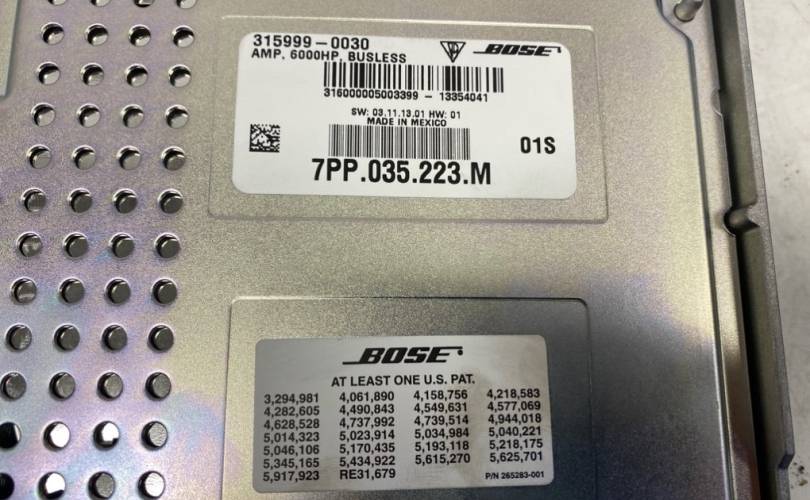 315999-0030
BOSE
AMP, 6000HP, BUSLESS
316000005003399 - 13354041
SW: 03.11.13.01 HW: 01
MADE IN MEXICO
01S
7PP.035.223.M
BOSE
AT LEAST ONE U.S. PAT.
3,294,981 4,061,890 4,158,756 4,218,583
4,282,605 4,490,843 4,549,631 4,577,069
4,628,528 4,737,992 4,739,514 4,944,018
5,014,323 5,023,914 5,034,984 5,040,221
5,046,106 5,170,435 5,193,118 5,218,175
5,345,165 5,434,922 5,615,270 5,625,701
5,917,923 RE31,679
P/N 265283-001